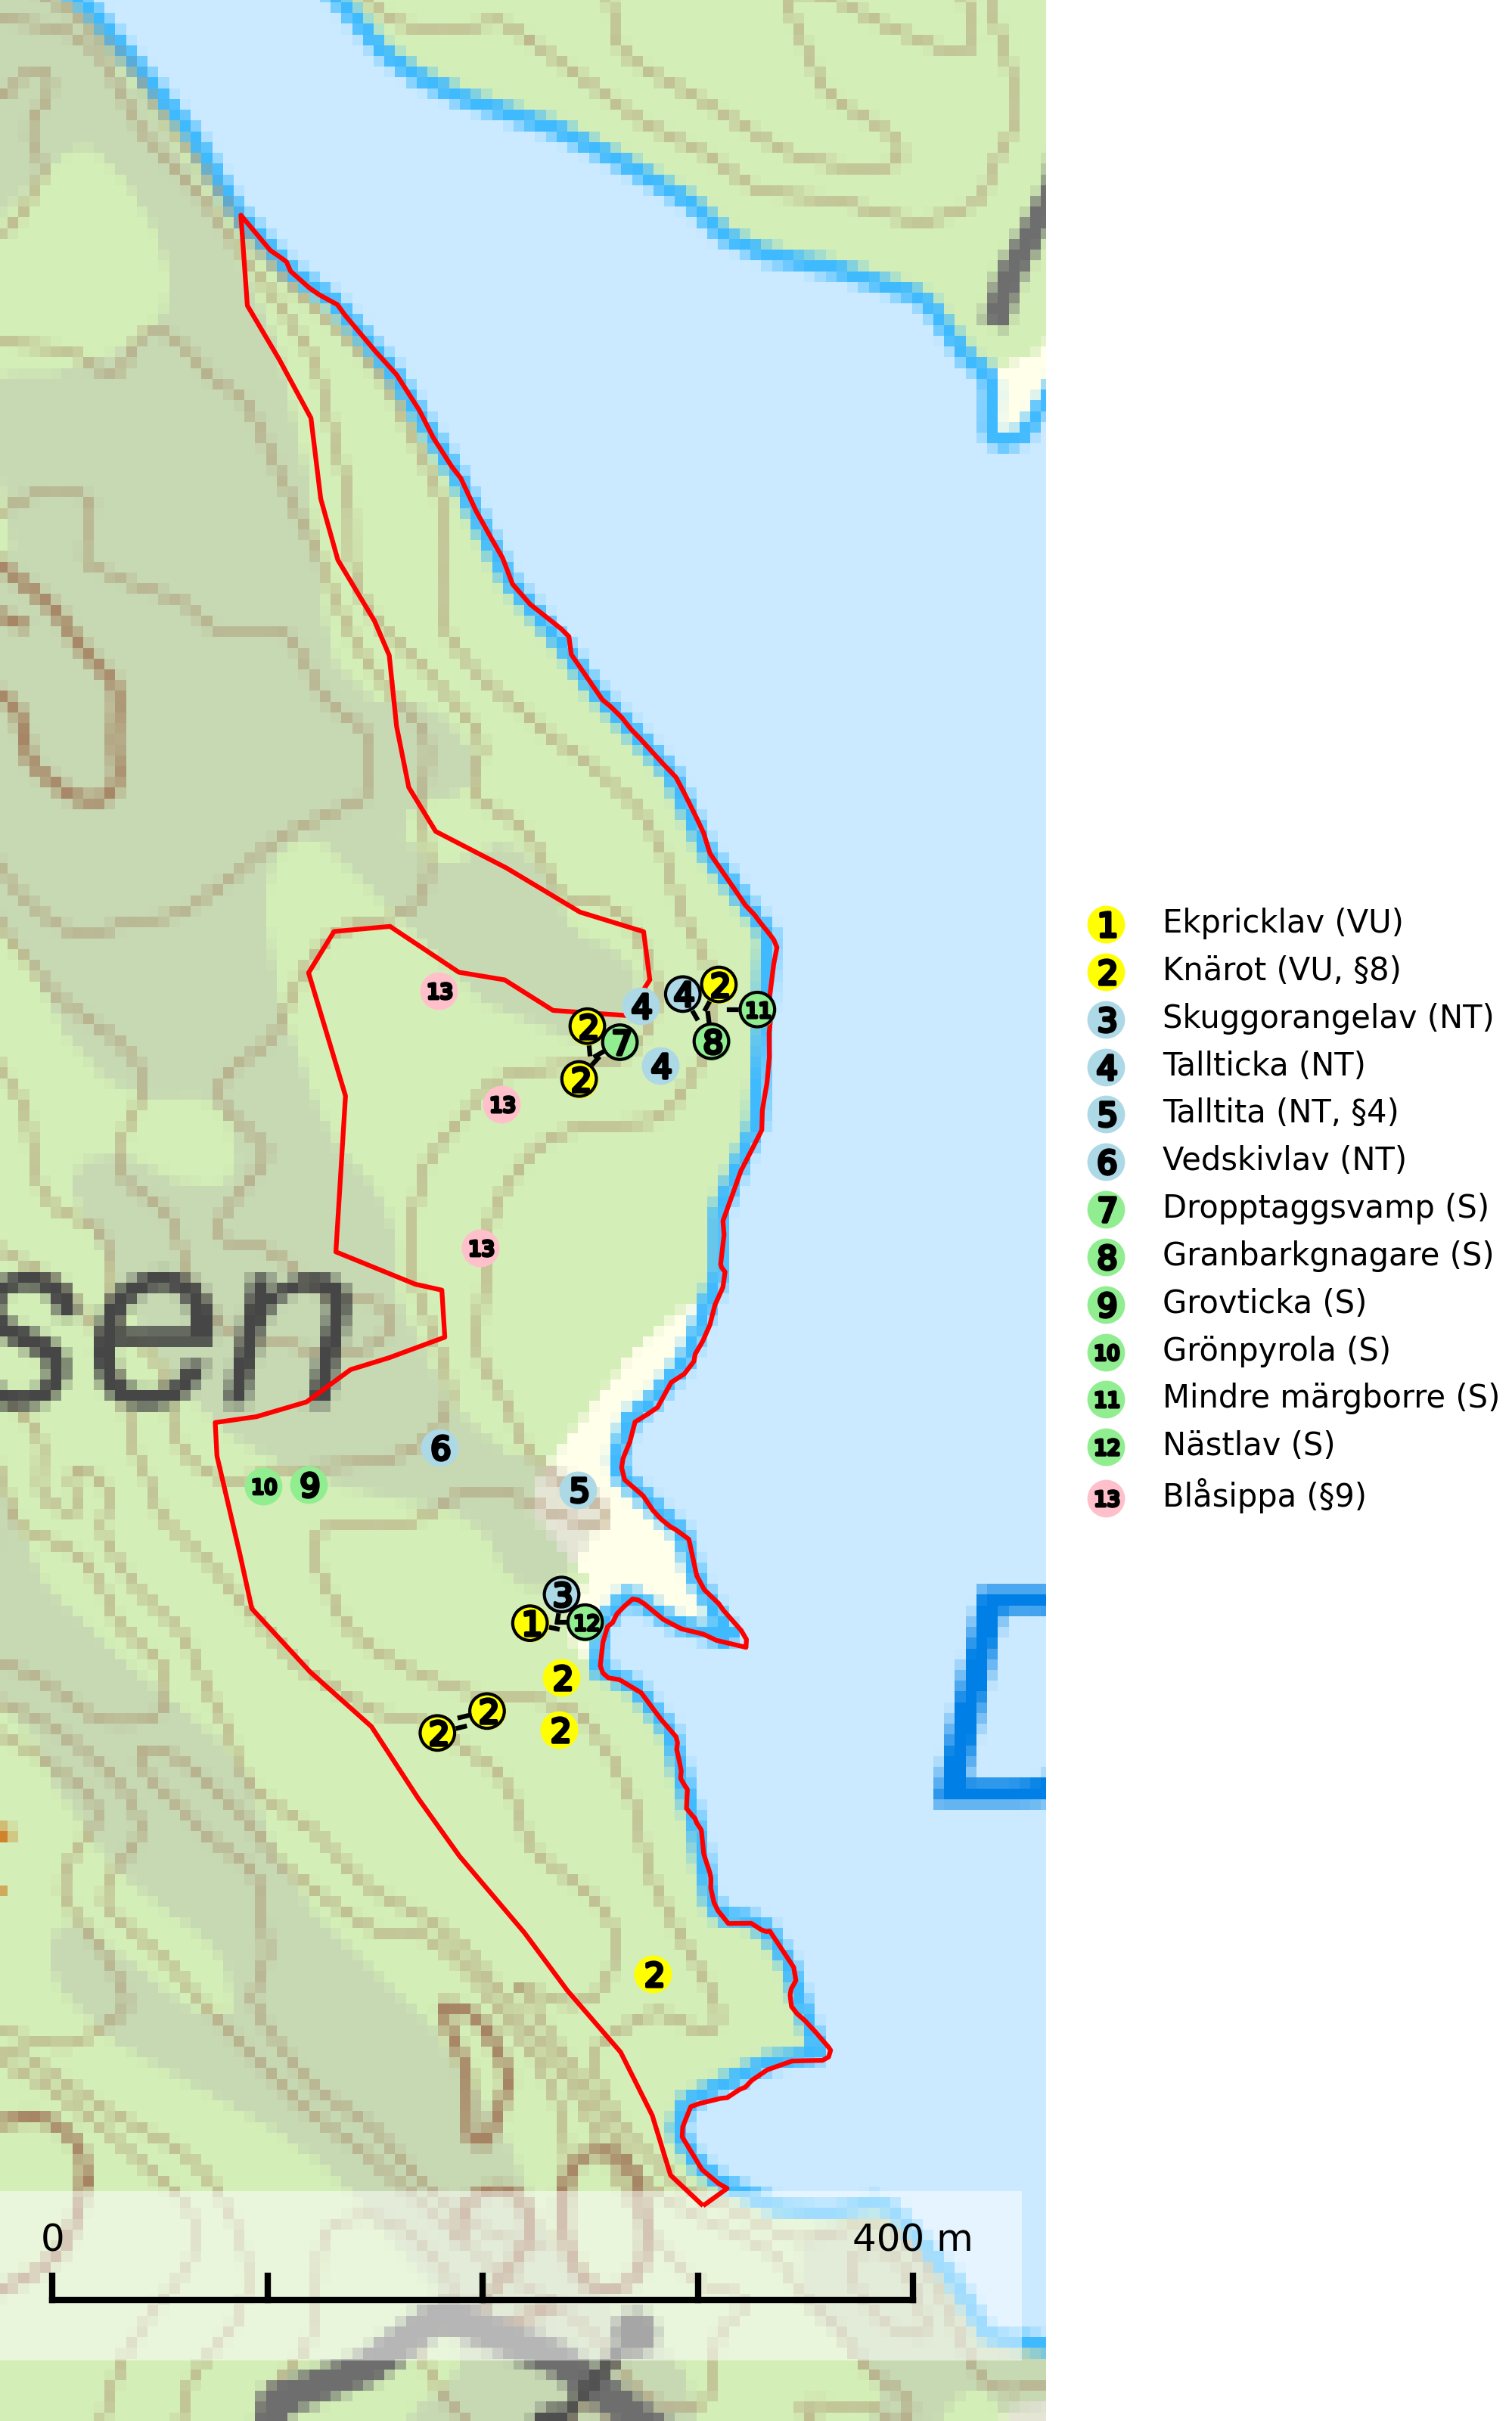 4
2
4
11
13
2
7
8
4
2
13
13
sen
6
10
9
5
3
1
12
2
2
2
2
2
0
400 m
1 Ekpricklav (VU)
2 Knärot (VU, §8)
3 Skuggorangelav (NT)
4 Tallticka (NT)
5 Talltita (NT, §4)
6 Vedskivlav (NT)
7 Dropptaggsvamp (S)
8 Granbarkgnagare (S)
9 Grovticka (S)
10 Grönpyrola (S)
11 Mindre märgborre (S)
12 Nästlav (S)
13 Blåsippa (§9)